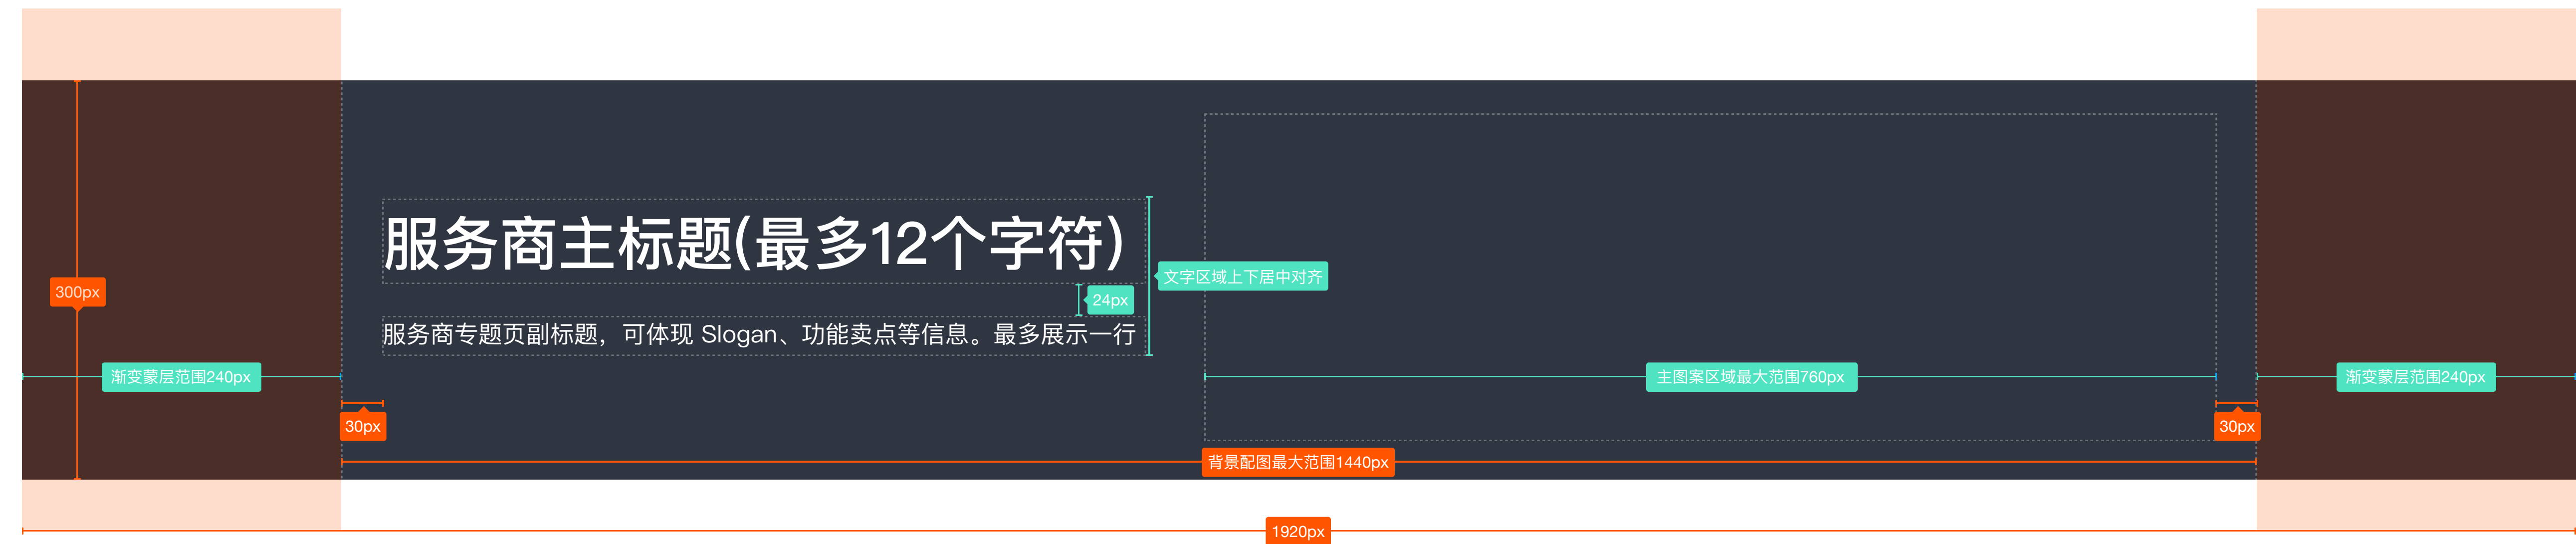 服务商主标题(最多12个字符)
文字区域上下居中对齐
300px
24px
服务商专题页副标题，可体现 Slogan、功能卖点等信息。最多展示一行
渐变蒙层范围240px
主图案区域最大范围760px
渐变蒙层范围240px
30px
30px
背景配图最大范围1440px
1920px